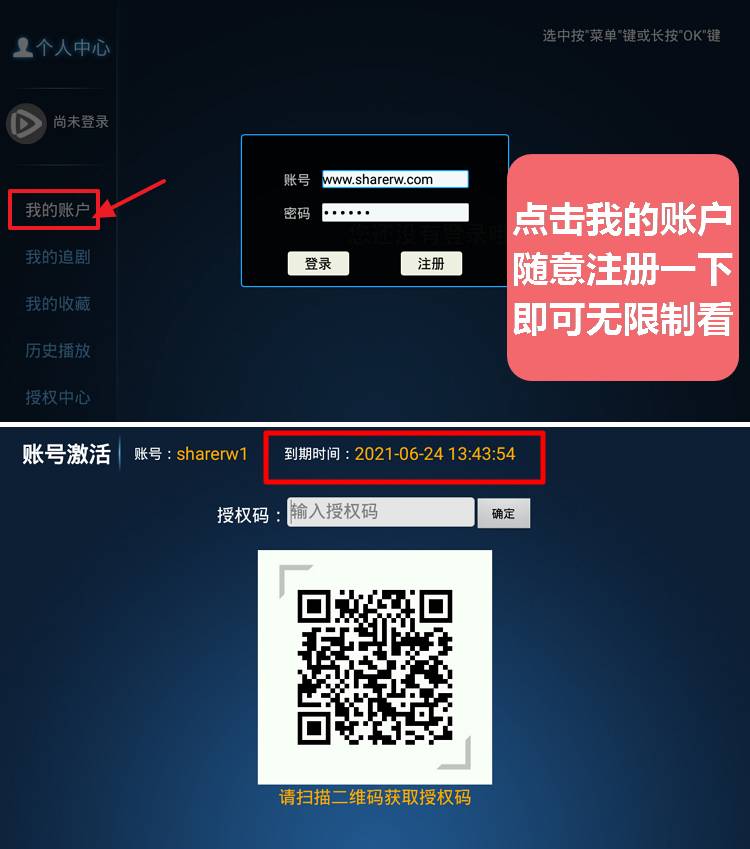 个人中心
选中按"菜单"键或长按"OK"键
尚未登录
我的账户
我的追剧
我的收藏
历史播放
授权中心
账号 www.sharerw.com
密码 ••••••
登录 注册
点击我的账户
随意注册一下
即可无限制看
账号激活 账号：sharerw1 到期时间：2021-06-24 13:43:54
授权码： 输入授权码 确定
请扫描二维码获取授权码